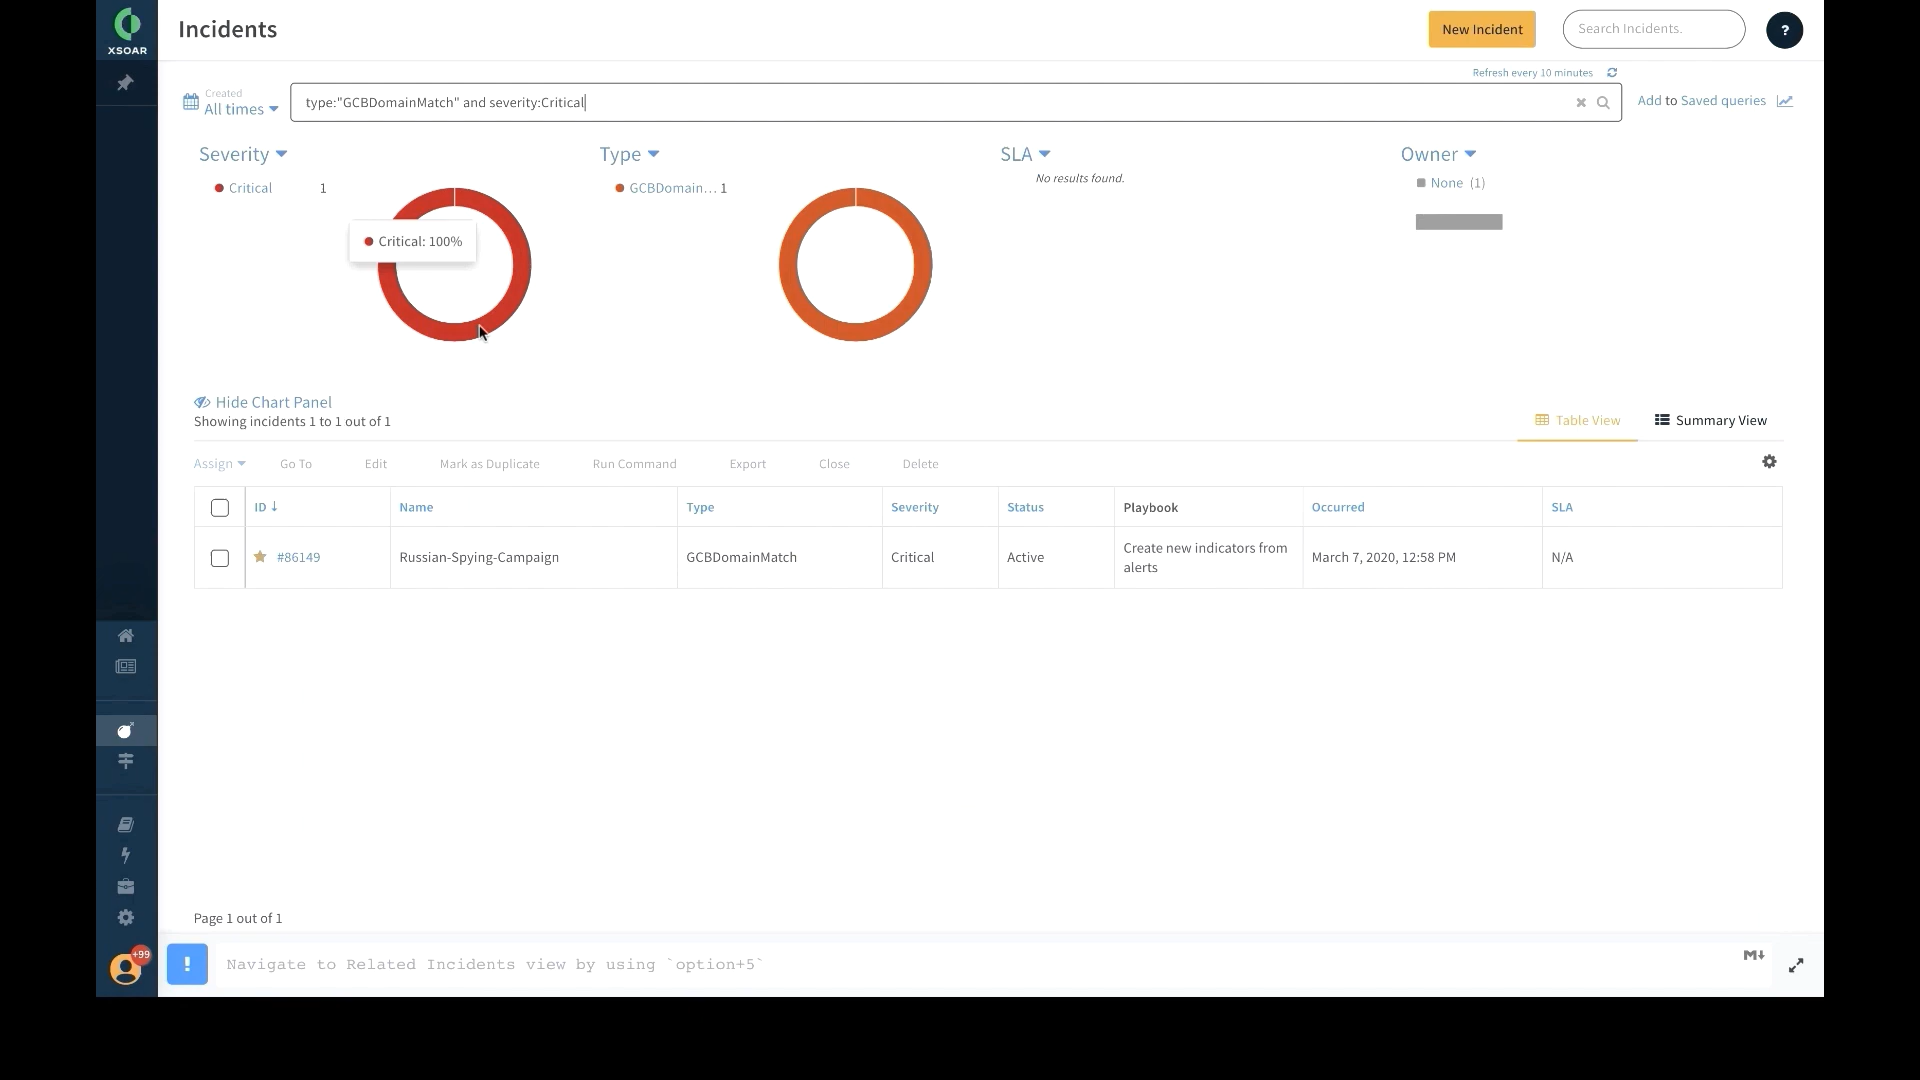 XSOAR
Incidents
New Incident
Search Incidents.
?
Refresh every 10 minutes
Created
All times
type:"GCBDomainMatch" and severity:Critical
Add to Saved queries
Severity
Critical 1
Critical: 100%
Type
GCBDomain... 1
SLA
No results found.
Owner
None (1)
Hide Chart Panel
Showing incidents 1 to 1 out of 1
Table View
Summary View
Assign Go To Edit Mark as Duplicate Run Command Export Close Delete
ID ↓ Name Type Severity Status Playbook Occurred SLA
#86149 Russian-Spying-Campaign GCBDomainMatch Critical Active Create new indicators from alerts March 7, 2020, 12:58 PM N/A
Page 1 out of 1
+99
!
Navigate to Related Incidents view by using `option+5`
M↓